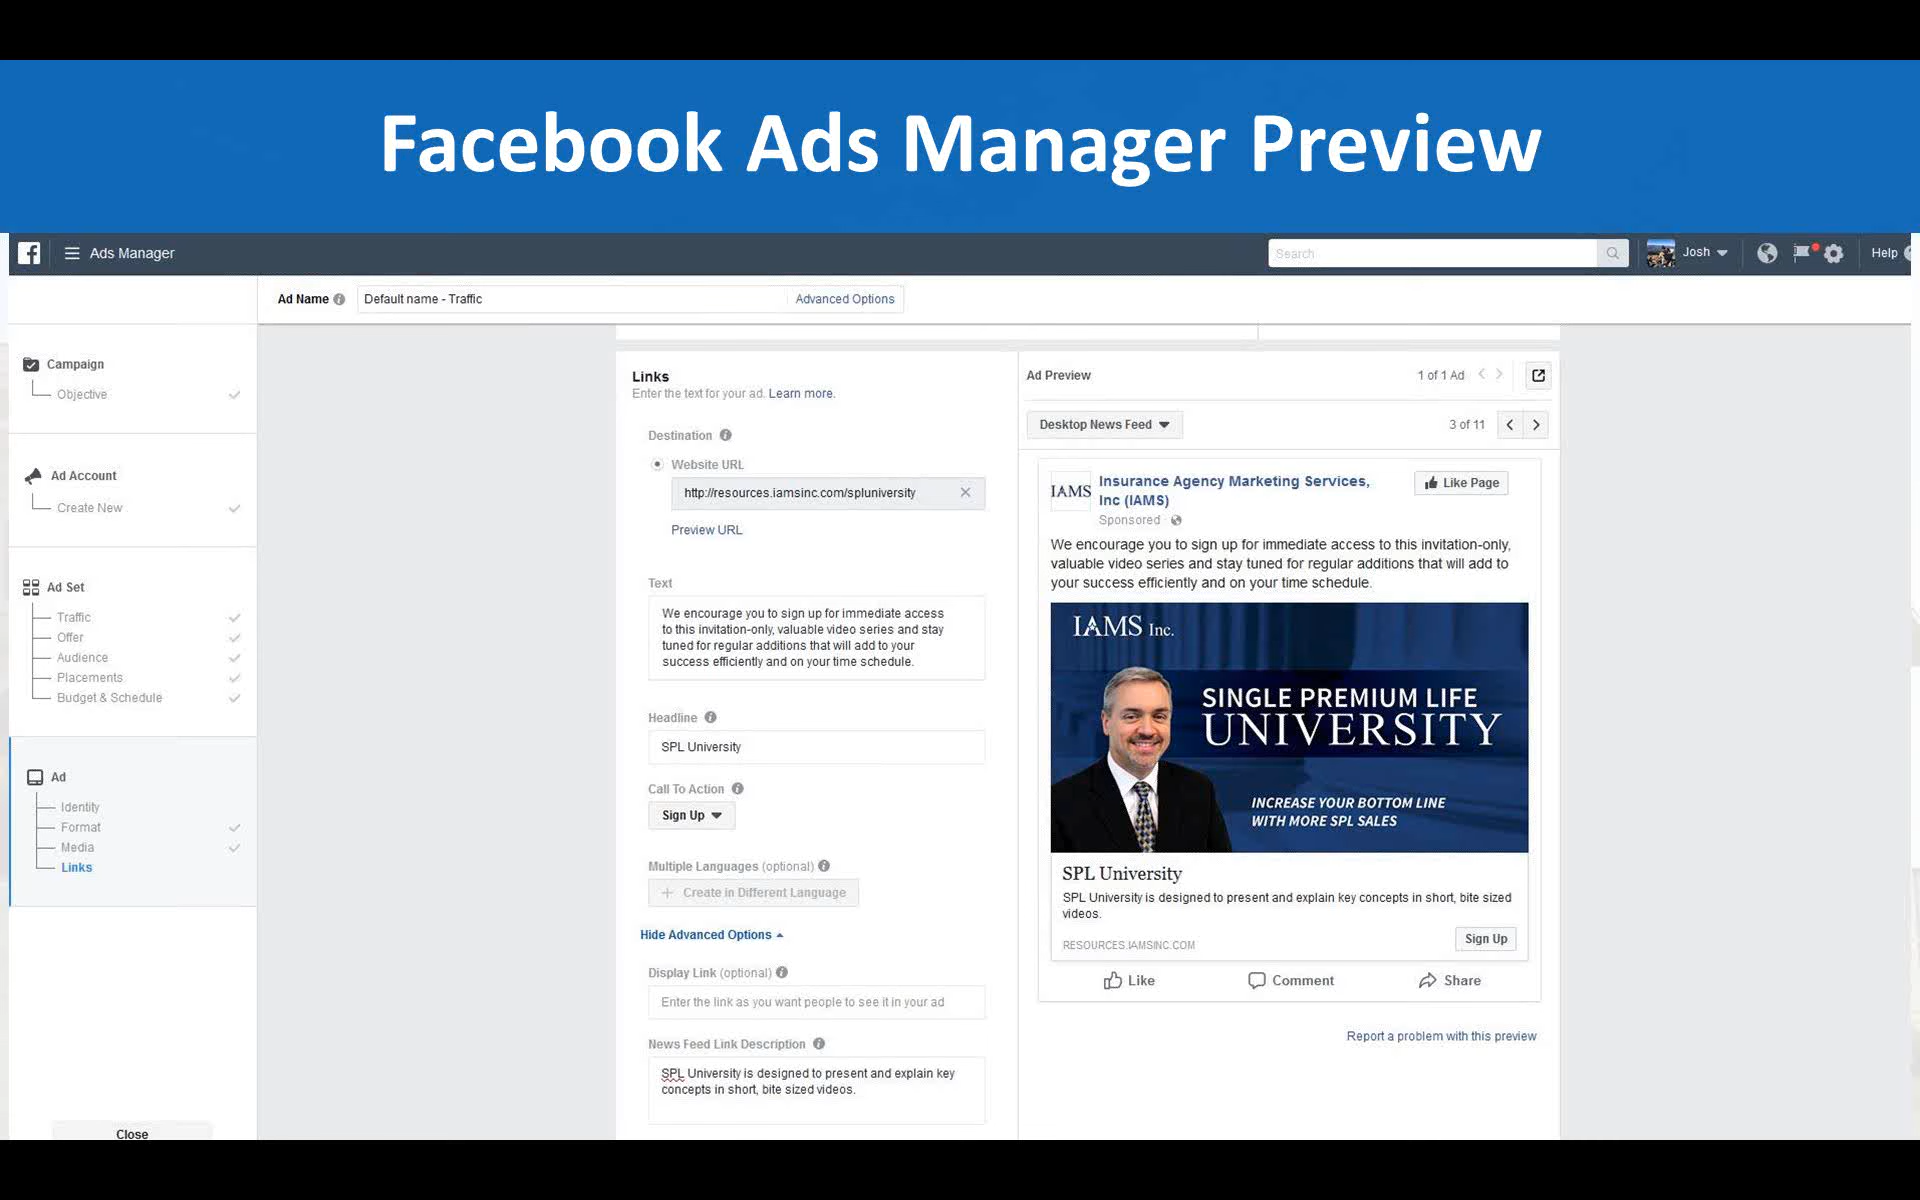 Facebook Ads Manager Preview
Ads Manager
Search
Josh
Help
Ad Name
Default name - Traffic
Advanced Options
Campaign
Objective
Ad Account
Create New
Ad Set
Traffic
Offer
Audience
Placements
Budget & Schedule
Ad
Identity
Format
Media
Links
Close
Links
Enter the text for your ad. Learn more.
Destination
Website URL
http://resources.iamsinc.com/spluniversity
Preview URL
Text
We encourage you to sign up for immediate access
to this invitation-only, valuable video series and stay
tuned for regular additions that will add to your
success efficiently and on your time schedule.
Headline
SPL University
Call To Action
Sign Up
Multiple Languages (optional)
Create in Different Language
Hide Advanced Options
Display Link (optional)
Enter the link as you want people to see it in your ad
News Feed Link Description
SPL University is designed to present and explain key
concepts in short, bite sized videos.
Ad Preview
1 of 1 Ad
Desktop News Feed
3 of 11
IAMS
Insurance Agency Marketing Services,
Inc (IAMS)
Like Page
Sponsored
We encourage you to sign up for immediate access to this invitation-only,
valuable video series and stay tuned for regular additions that will add to
your success efficiently and on your time schedule.
IAMS Inc.
SINGLE PREMIUM LIFE
UNIVERSITY
INCREASE YOUR BOTTOM LINE
WITH MORE SPL SALES
SPL University
SPL University is designed to present and explain key concepts in short, bite sized
videos.
RESOURCES.IAMSINC.COM
Sign Up
Like
Comment
Share
Report a problem with this preview